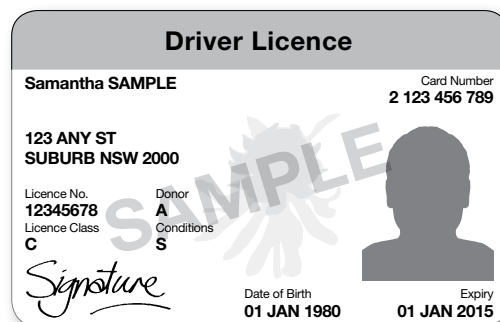 Driver Licence
Samantha SAMPLE
Card Number
2 123 456 789
123 ANY ST
SUBURB NSW 2000
SAMPLE
Licence No. Donor
12345678 A
Licence Class Conditions
C S
Signature
Date of Birth Expiry
01 JAN 1980 01 JAN 2015